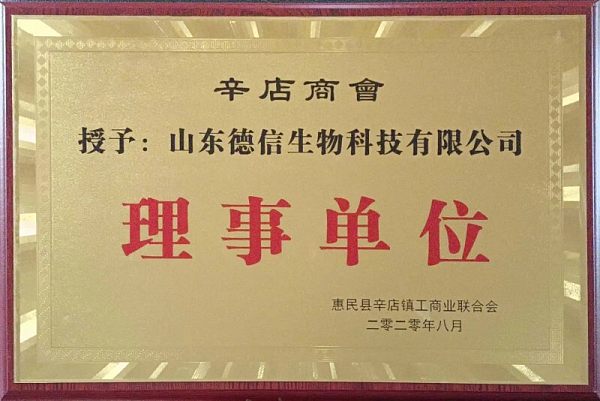 辛店商會
授予：山东德信生物科技有限公司
理事单位
惠民县辛店镇工商业联合会
二零二零年八月